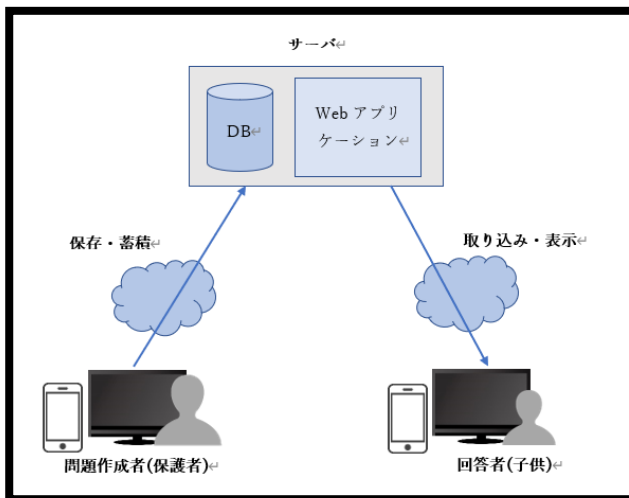 サーバ↵
DB↵
Web アプリ
ケーション↵
保存・蓄積↵
取り込み・表示↵
問題作成者(保護者)↵
回答者(子供)↵